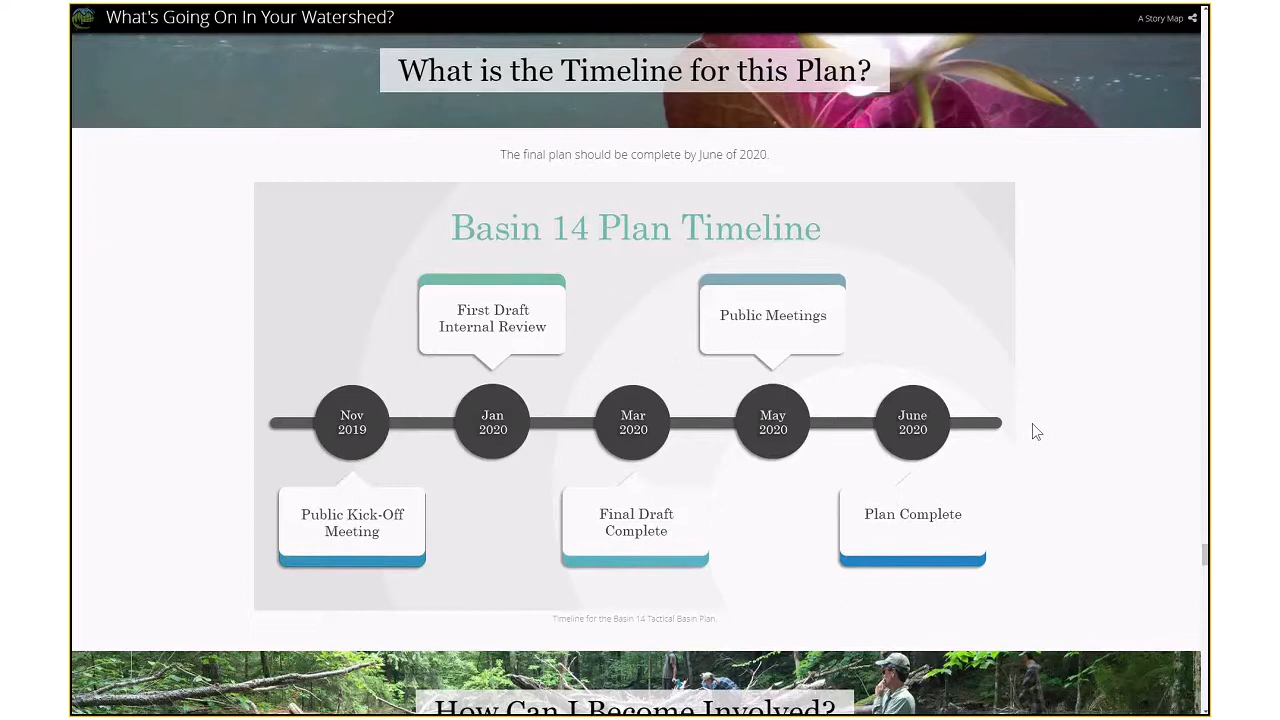 What's Going On In Your Watershed?
A Story Map
What is the Timeline for this Plan?
The final plan should be complete by June of 2020.
Basin 14 Plan Timeline
First Draft
Internal Review
Public Meetings
Nov
2019
Jan
2020
Mar
2020
May
2020
June
2020
Public Kick-Off
Meeting
Final Draft
Complete
Plan Complete
Timeline for the Basin 14 Tactical Basin Plan.
How Can I Become Involved?